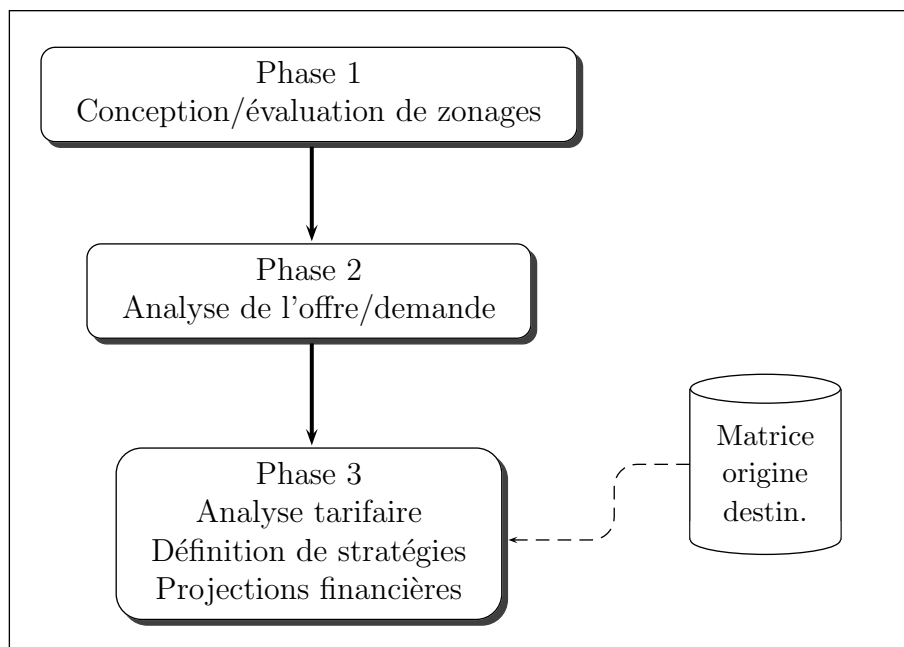 Phase 1
Conception/évaluation de zonages
Phase 2
Analyse de l'offre/demande
Phase 3
Analyse tarifaire
Définition de stratégies
Projections financières
Matrice
origine
destin.